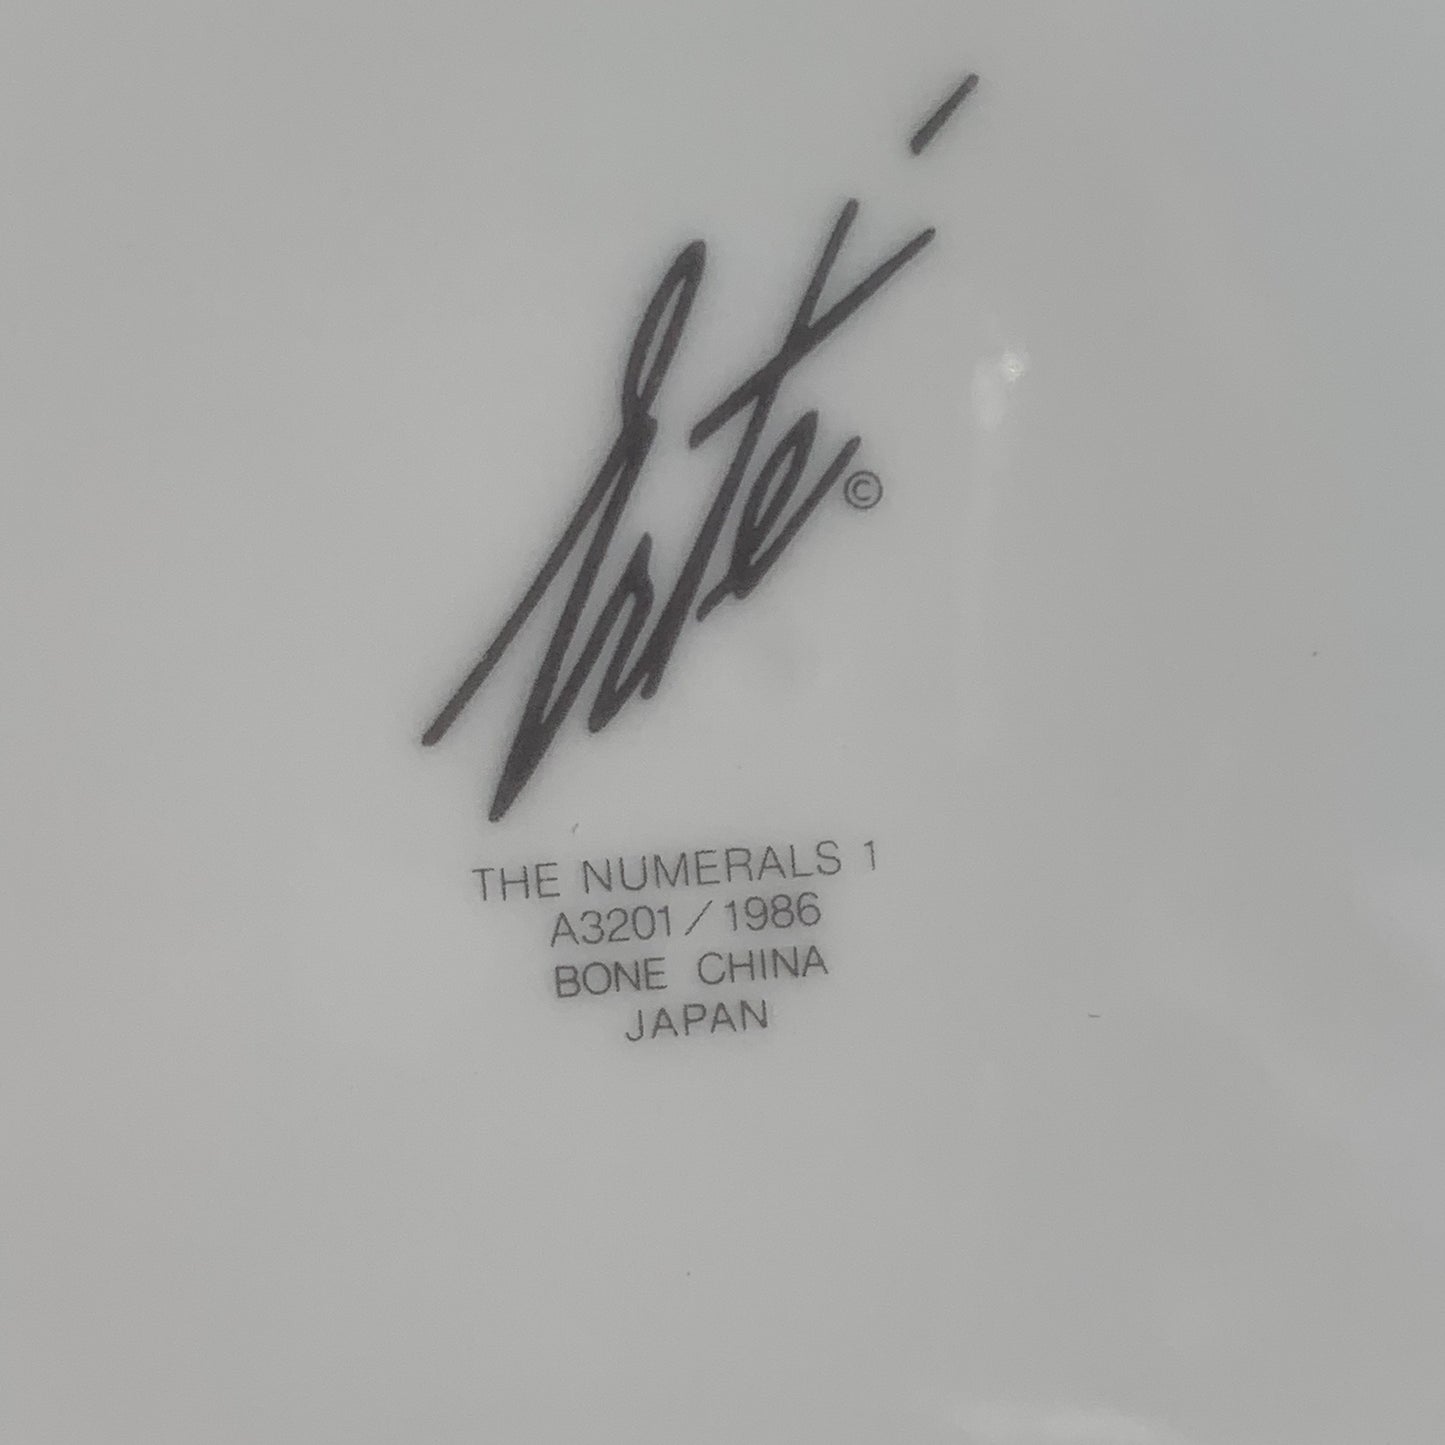 Erté ©
THE NUMERALS 1
A3201/1986
BONE CHINA
JAPAN